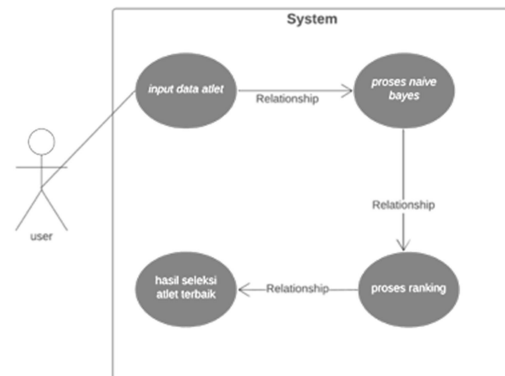 System
input data atlet
Relationship
proses naive
bayes
Relationship
user
hasil seleksi
atlet terbaik
Relationship
proses ranking